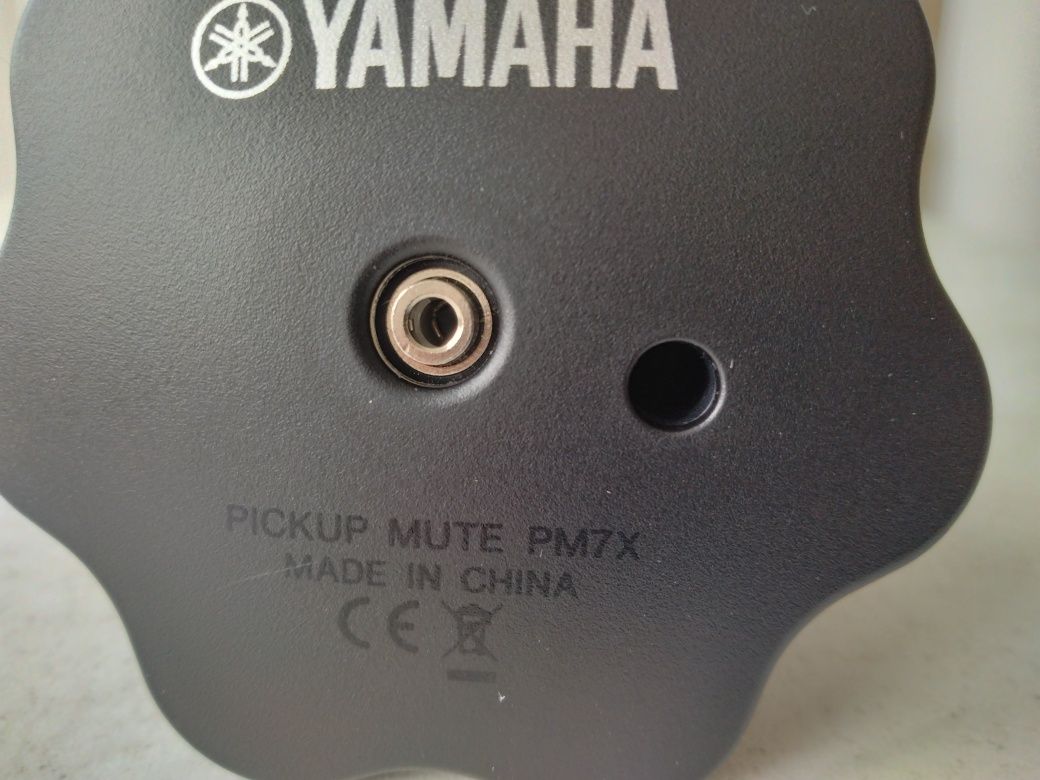 YAMAHA
PICKUP MUTE PM7X
MADE IN CHINA
CE